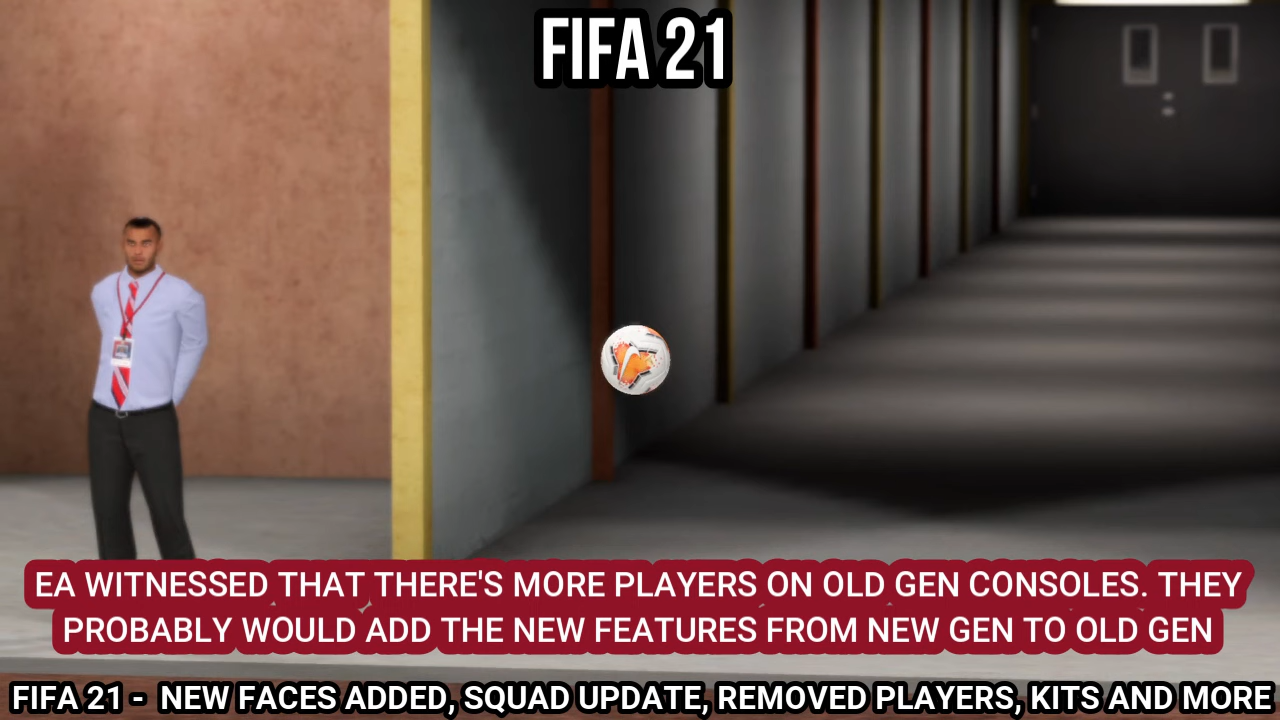 FIFA 21
EA WITNESSED THAT THERE'S MORE PLAYERS ON OLD GEN CONSOLES. THEY
PROBABLY WOULD ADD THE NEW FEATURES FROM NEW GEN TO OLD GEN
FIFA 21 - NEW FACES ADDED, SQUAD UPDATE, REMOVED PLAYERS, KITS AND MORE